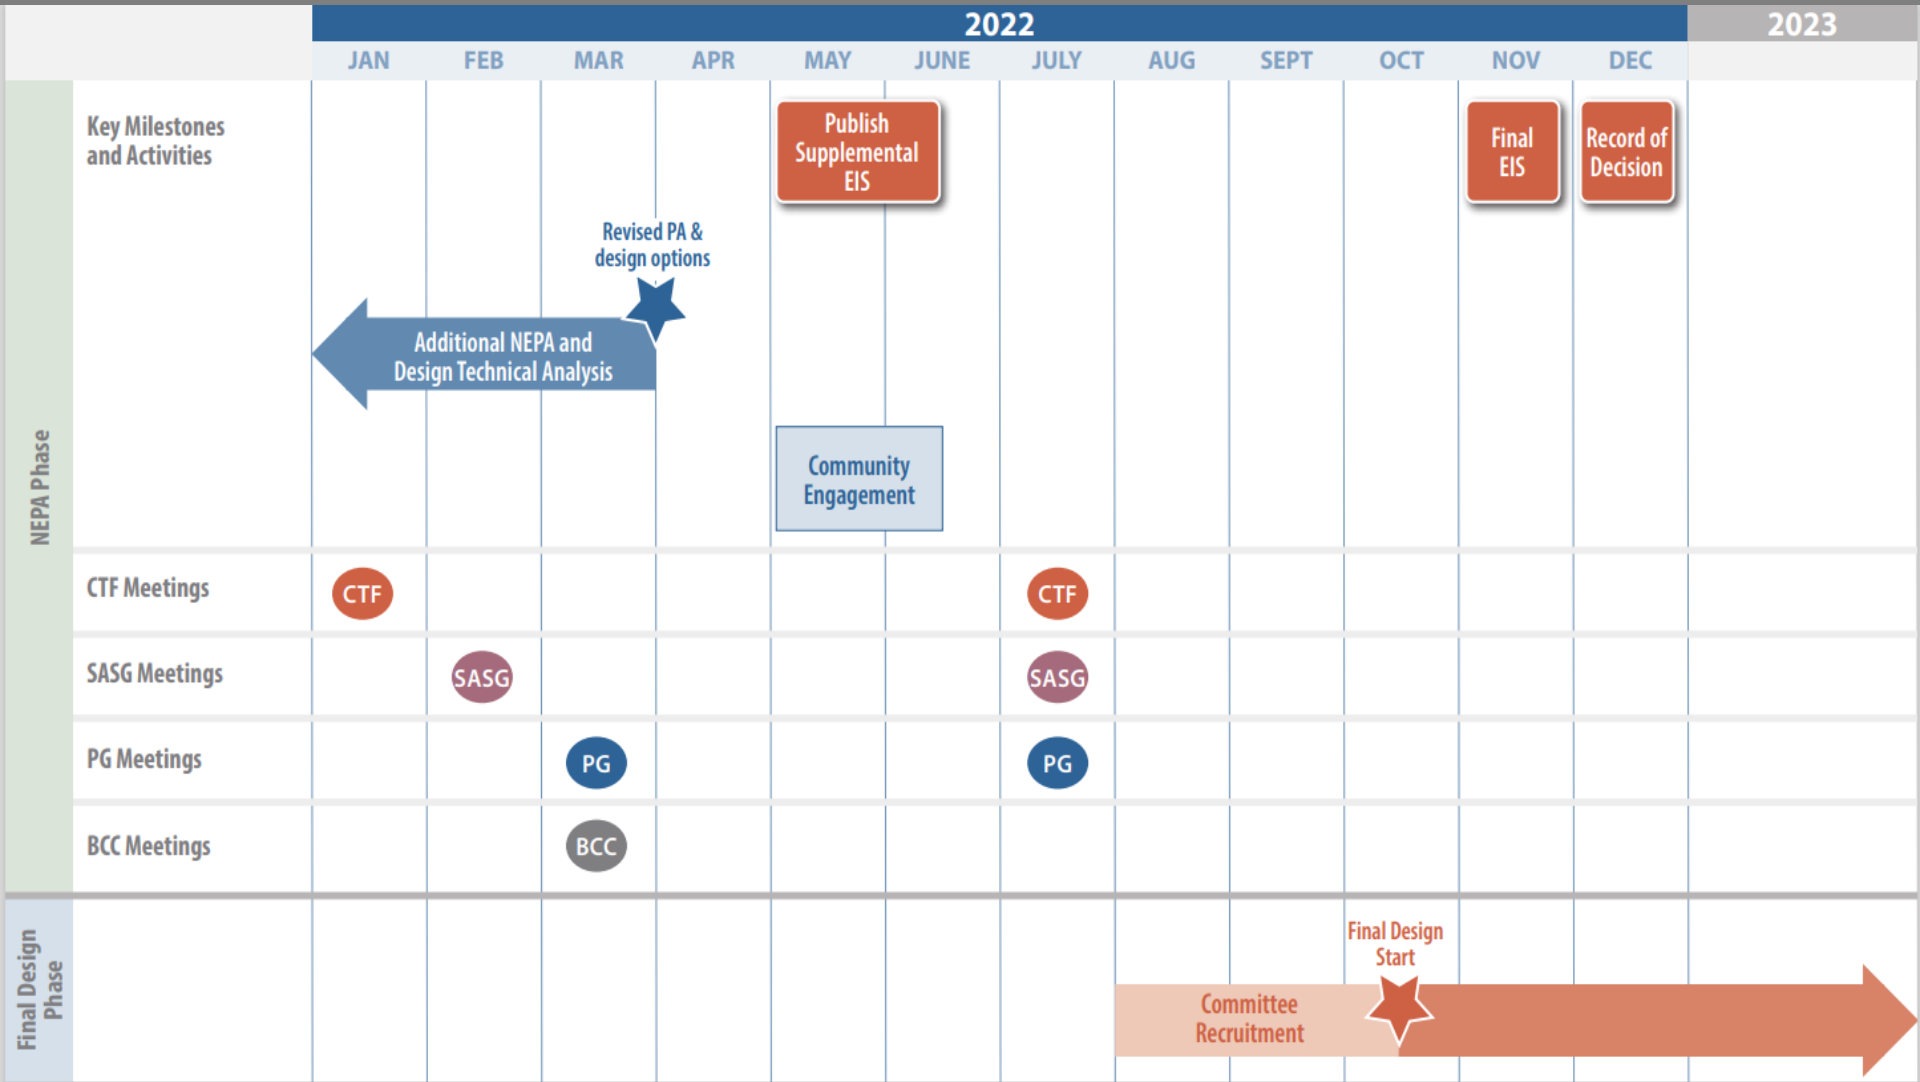 2022
2023
JAN
FEB
MAR
APR
MAY
JUNE
JULY
AUG
SEPT
OCT
NOV
DEC
NEPA Phase
Key Milestones
and Activities
Publish
Supplemental
EIS
Final
EIS
Record of
Decision
Revised PA &
design options
Additional NEPA and
Design Technical Analysis
Community
Engagement
CTF Meetings
CTF
CTF
SASG Meetings
SASG
SASG
PG Meetings
PG
PG
BCC Meetings
BCC
Final Design
Phase
Final Design
Start
Committee
Recruitment